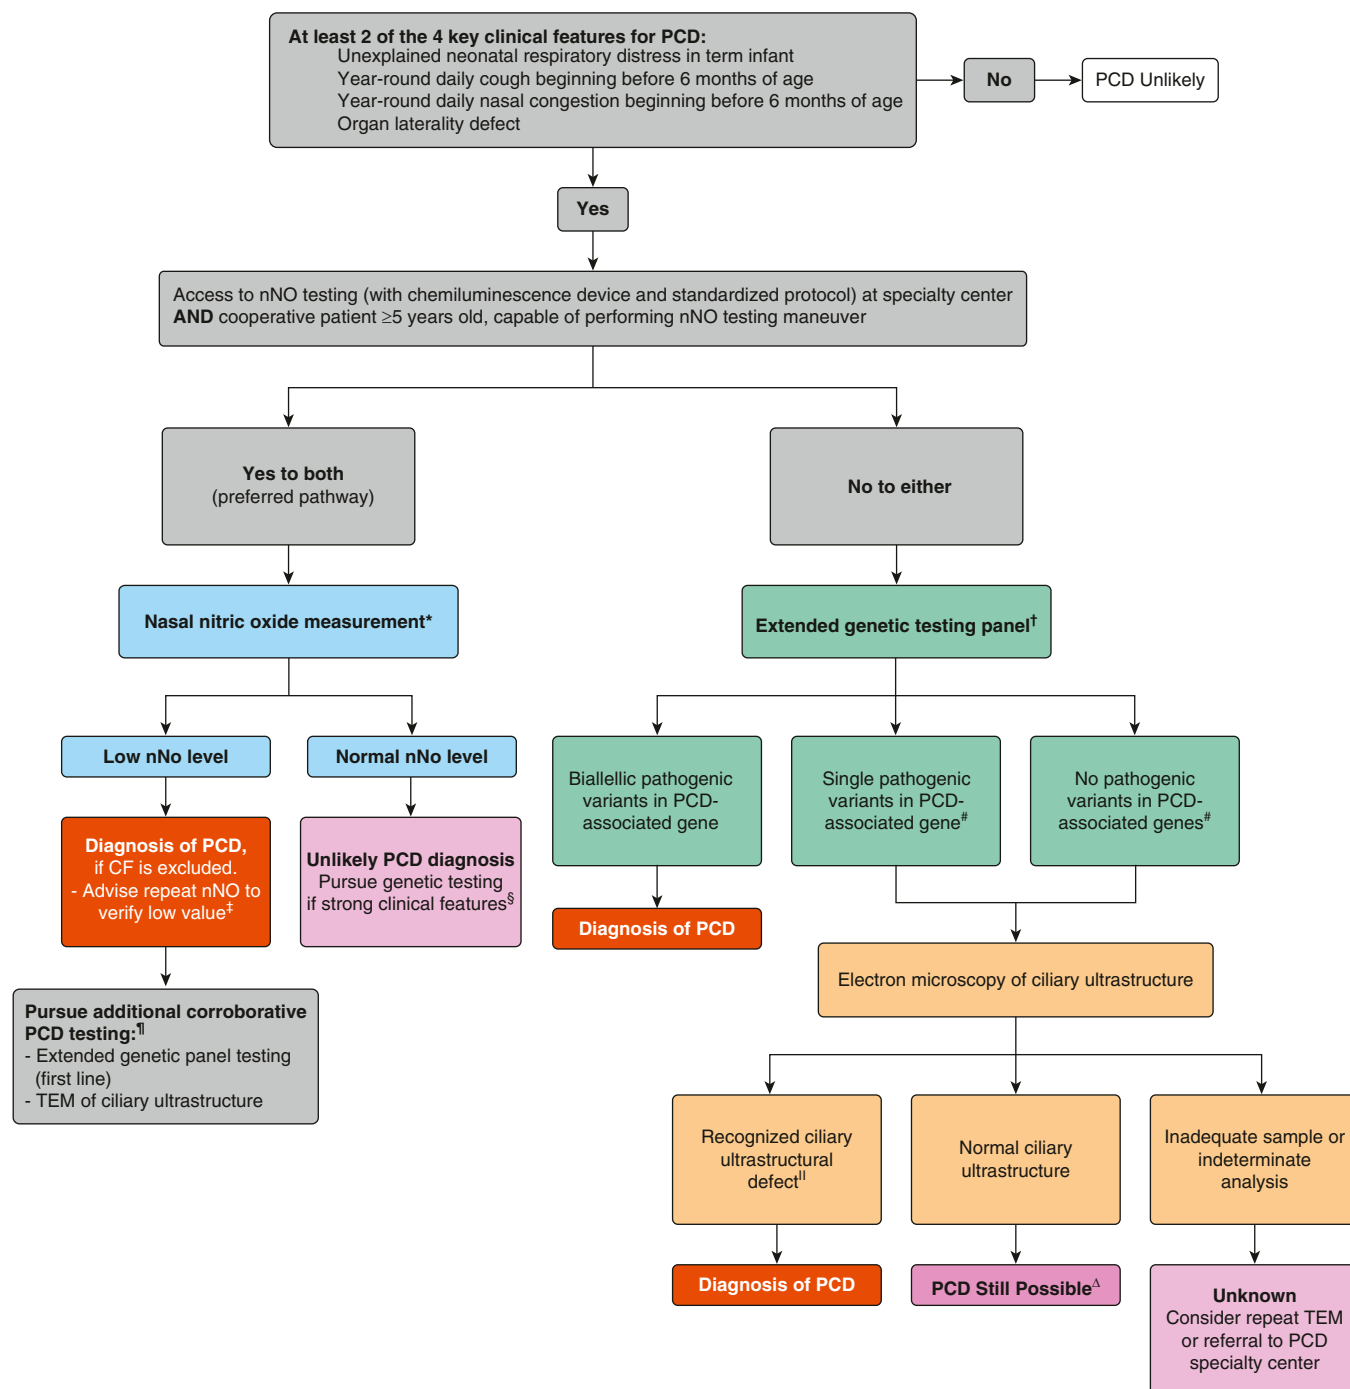 At least 2 of the 4 key clinical features for PCD:
Unexplained neonatal respiratory distress in term infant
Year-round daily cough beginning before 6 months of age
Year-round daily nasal congestion beginning before 6 months of age
Organ laterality defect
No
PCD Unlikely
Yes
Access to nNO testing (with chemiluminescence device and standardized protocol) at specialty center
AND cooperative patient ≥5 years old, capable of performing nNO testing maneuver
Yes to both
(preferred pathway)
No to either
Nasal nitric oxide measurement*
Extended genetic testing panel†
Low nNo level
Normal nNo level
Biallellic pathogenic
variants in PCD-
associated gene
Single pathogenic
variants in PCD-
associated gene#
No pathogenic
variants in PCD-
associated genes#
Diagnosis of PCD,
if CF is excluded.
- Advise repeat nNO to
verify low value‡
Unlikely PCD diagnosis
Pursue genetic testing
if strong clinical features§
Diagnosis of PCD
Electron microscopy of ciliary ultrastructure
Pursue additional corroborative
PCD testing:¶
- Extended genetic panel testing
(first line)
- TEM of ciliary ultrastructure
Recognized ciliary
ultrastructural
defect||
Normal ciliary
ultrastructure
Inadequate sample or
indeterminate
analysis
Diagnosis of PCD
PCD Still Possible∆
Unknown
Consider repeat TEM
or referral to PCD
specialty center